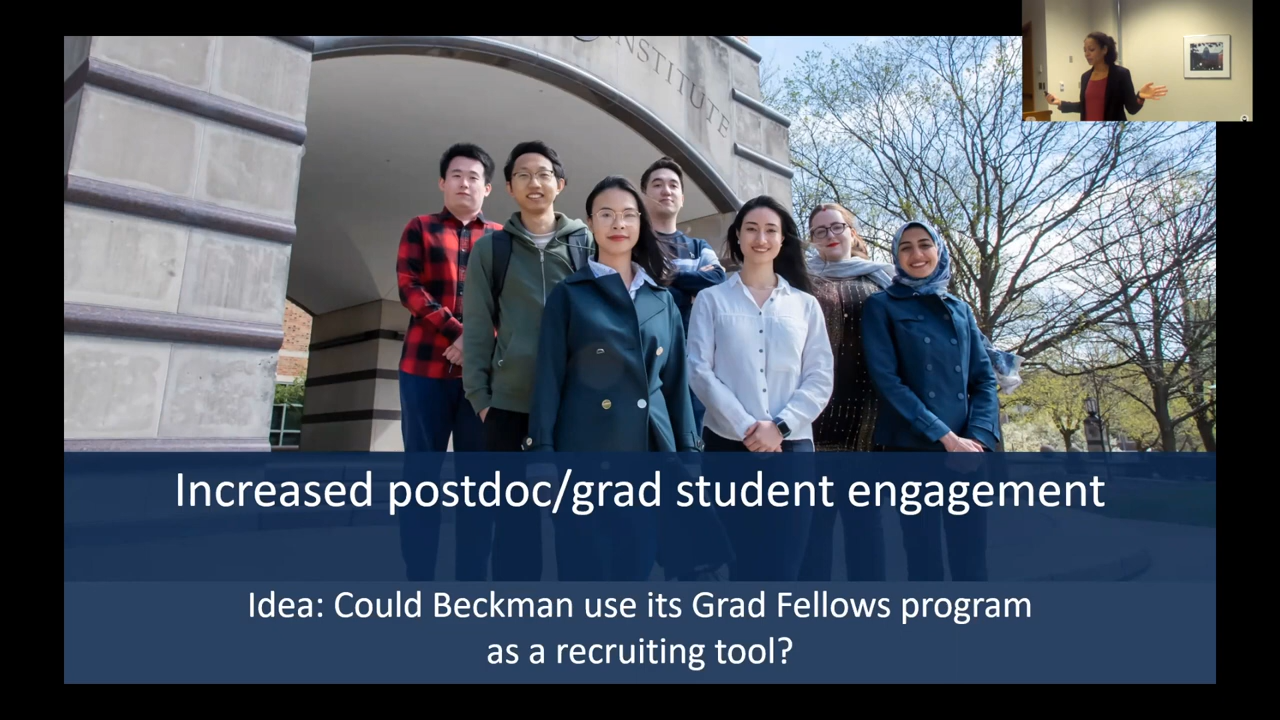 INSTITUTE
Increased postdoc/grad student engagement
Idea: Could Beckman use its Grad Fellows program
as a recruiting tool?